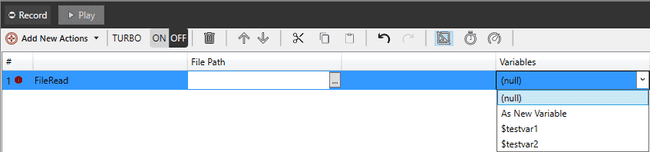 Record Play
Add New Actions TURBO ON OFF
# File Path Variables
1 FileRead ... (null)
(null)
As New Variable
$testvar1
$testvar2